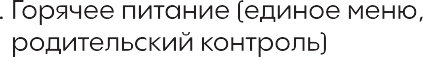 . Горячее питание (единое меню,
родительский контроль)